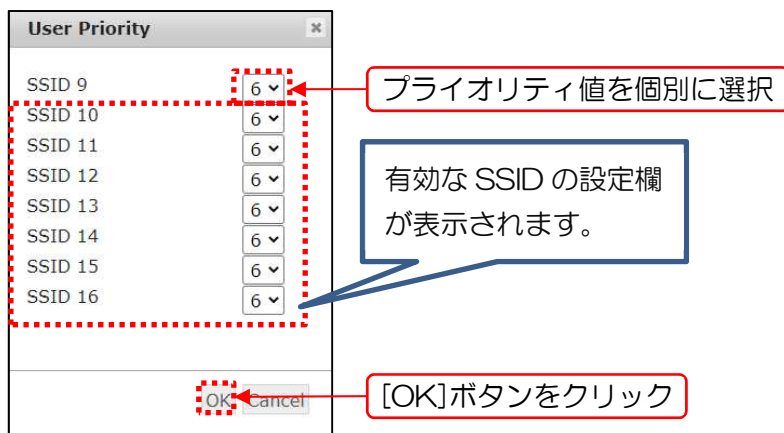 User Priority
SSID 9 6
プライオリティ値を個別に選択
SSID 10 6
SSID 11 6
SSID 12 6
SSID 13 6
SSID 14 6
SSID 15 6
SSID 16 6
有効な SSID の設定欄
が表示されます。
OK Cancel
[OK]ボタンをクリック